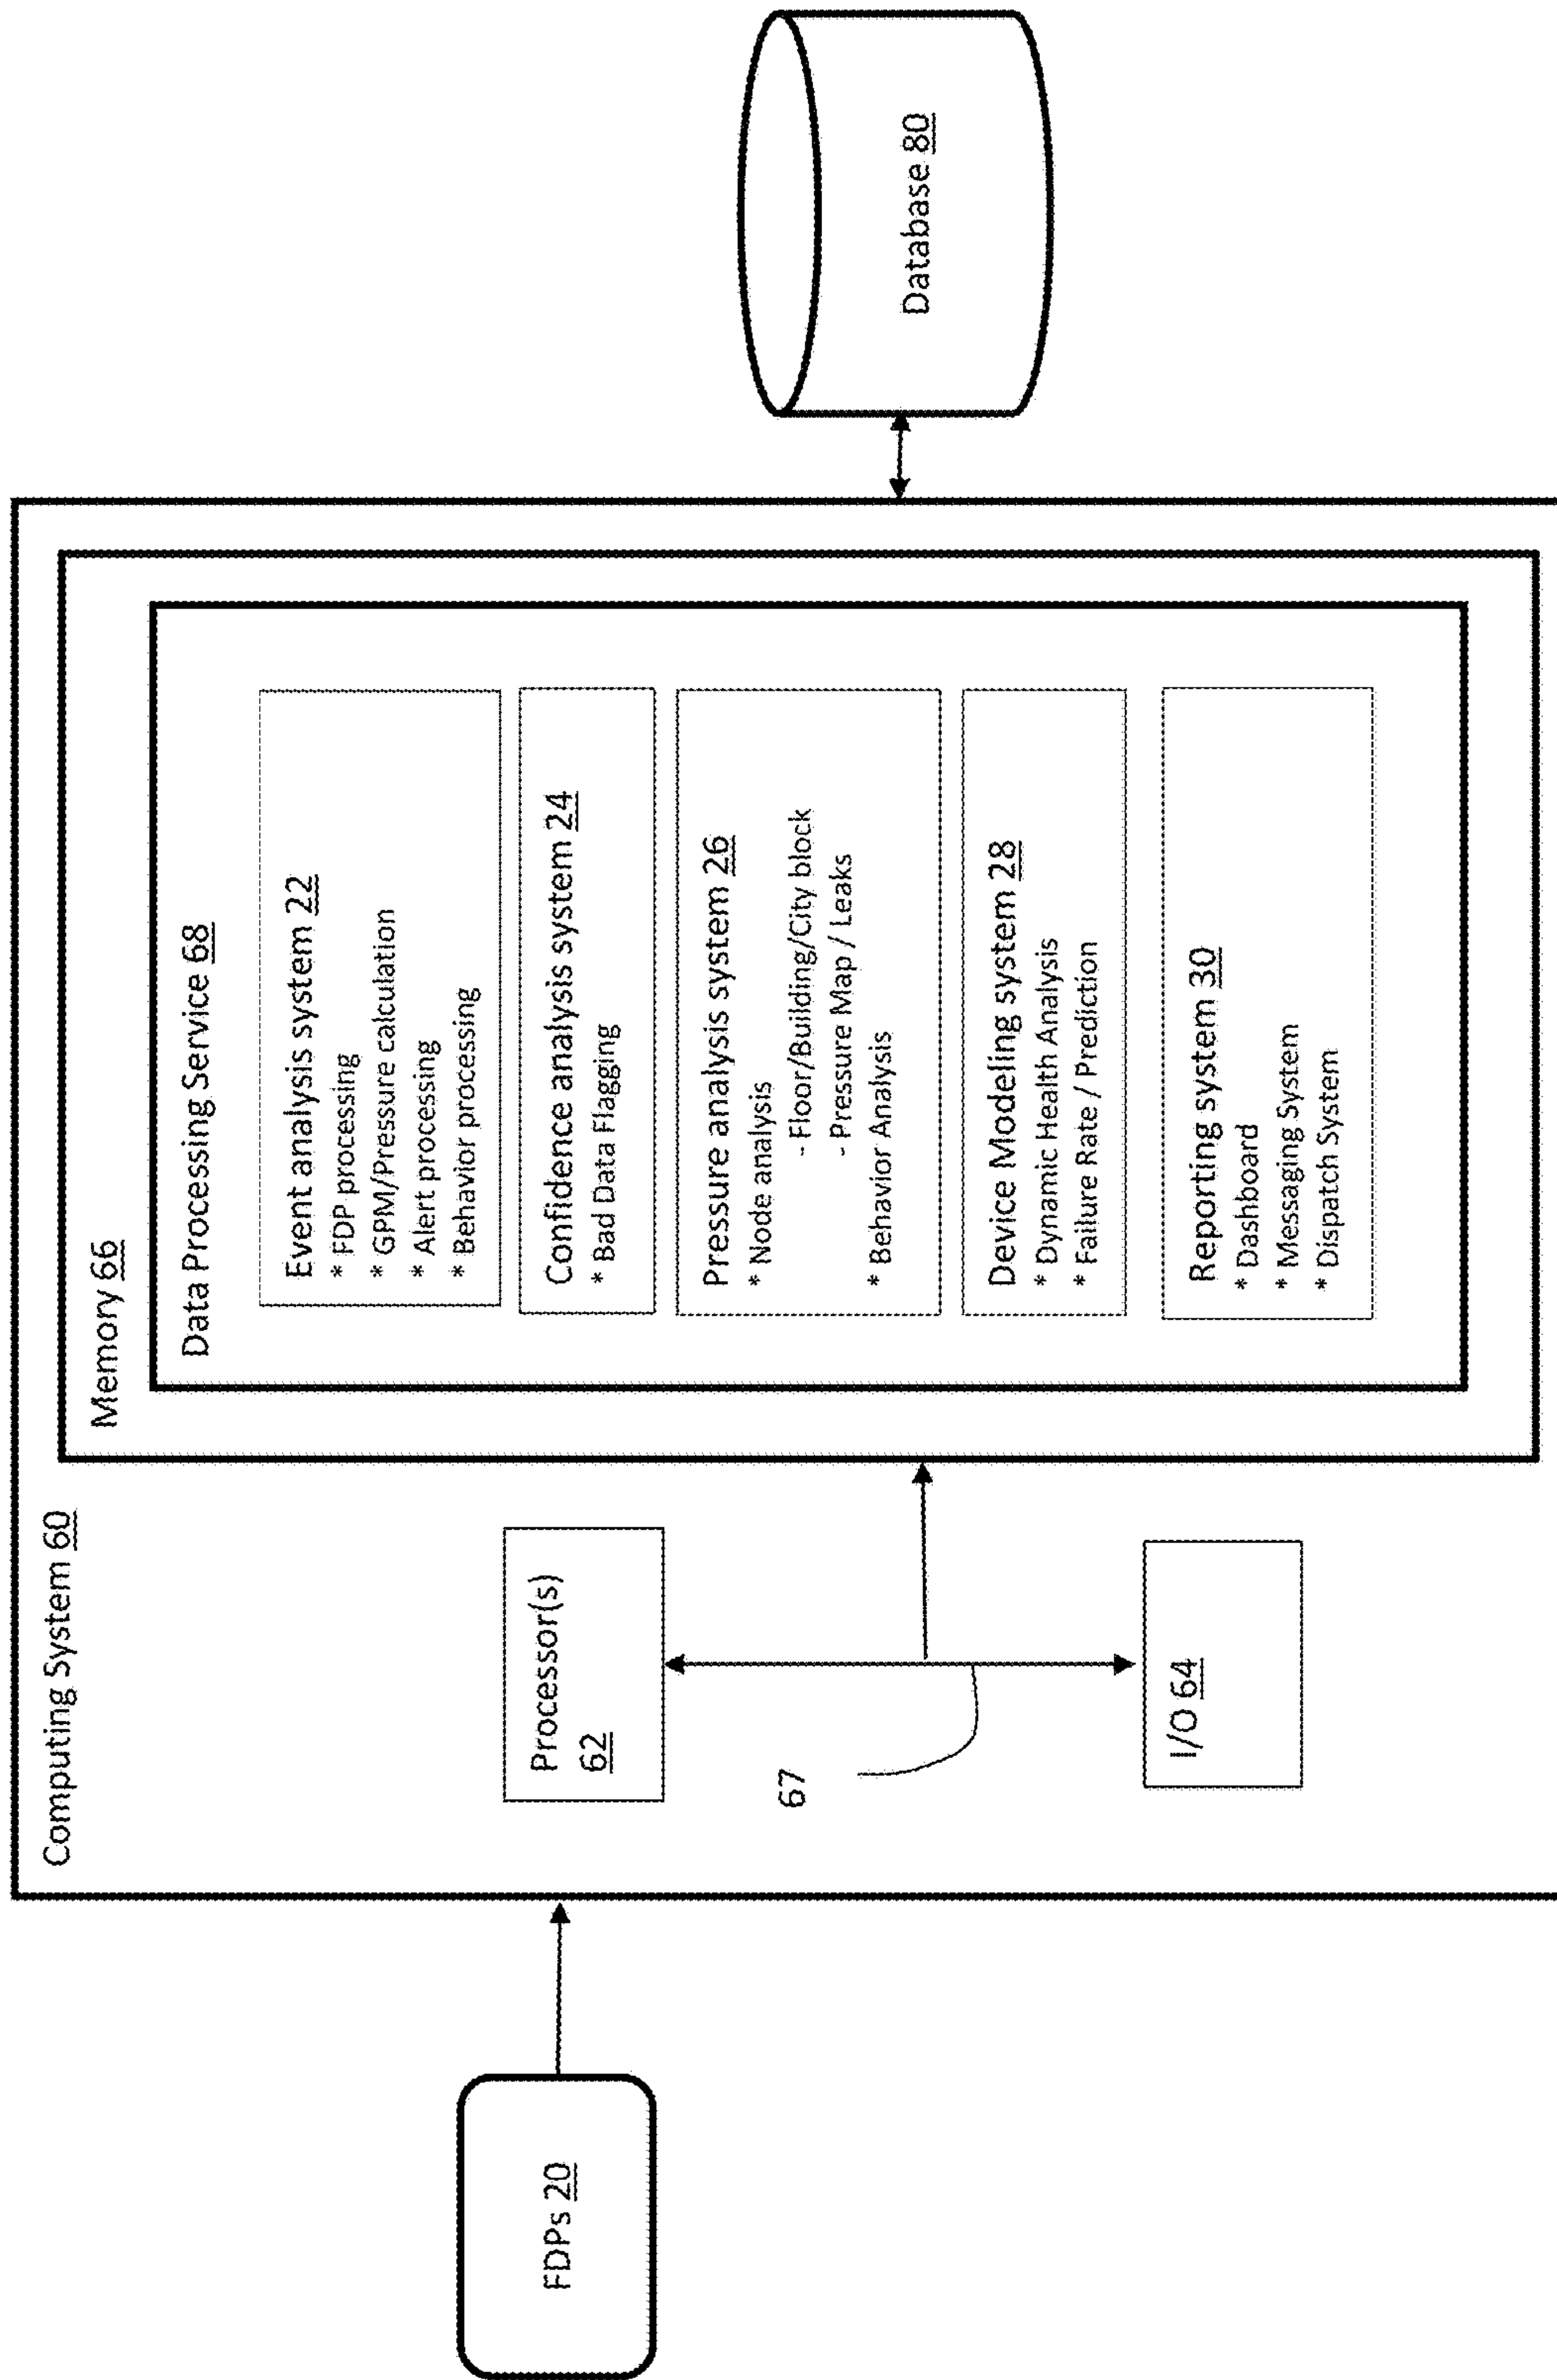 Computing System 60
Memory 66
Data Processing Service 68
Event analysis system 22
* FDP processing
* GPM/Pressure calculation
* Alert processing
* Behavior processing
Confidence analysis system 24
* Bad Data Flagging
Pressure analysis system 26
* Node analysis
- Floor/Building/City block
- Pressure Map / Leaks
* Behavior Analysis
Device Modeling system 28
* Dynamic Health Analysis
* Failure Rate / Prediction
Reporting system 30
* Dashboard
* Messaging System
* Dispatch System
FDPs 20
Processor(s)
62
67
I/O 64
Database 80